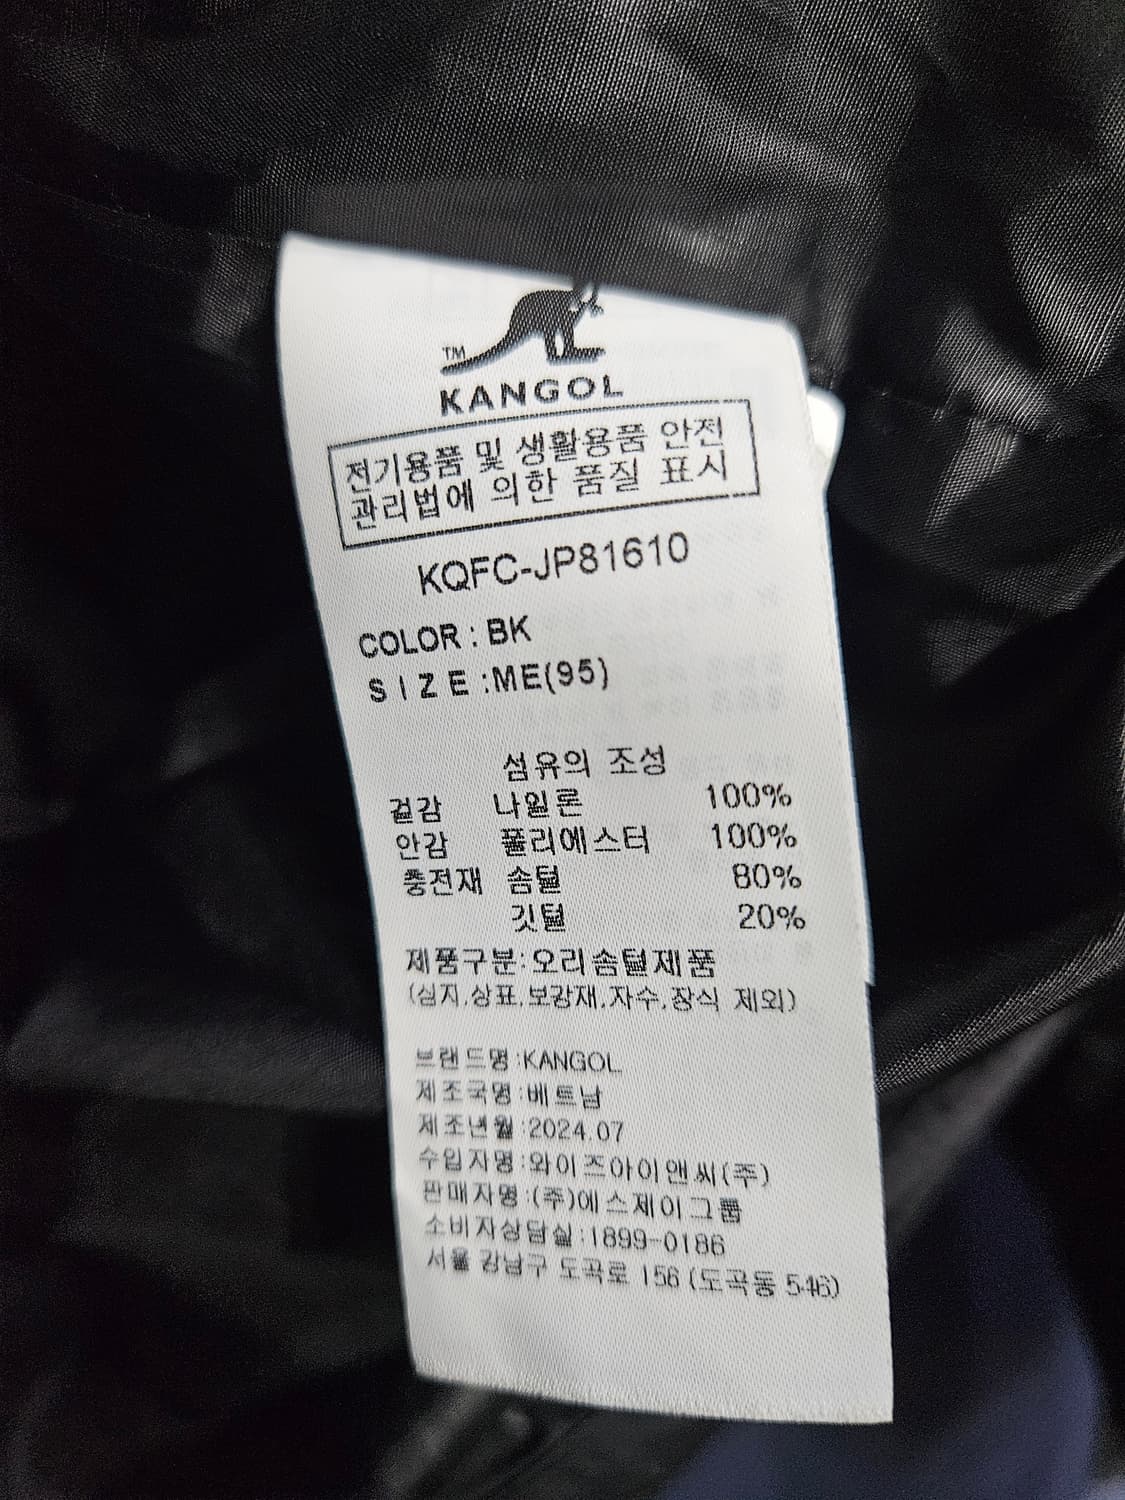 TM
KANGOL
전기용품 및 생활용품 안전
관리법에 의한 품질 표시
KQFC-JP81610
COLOR : BK
SIZE : ME(95)
섬유의 조성
겉감 나일론 100%
안감 폴리에스터 100%
충전재 솜털 80%
깃털 20%
제품구분:오리솜털제품
(심지,상표,보강재,자수,장식 제외)
브랜드명:KANGOL
제조국명:베트남
제조년월:2024.07
수입자명:와이즈아이앤씨(주)
판매자명:(주)에스제이그룹
소비자상담실:1899-0186
서울 강남구 도곡로 156 (도곡동 546)